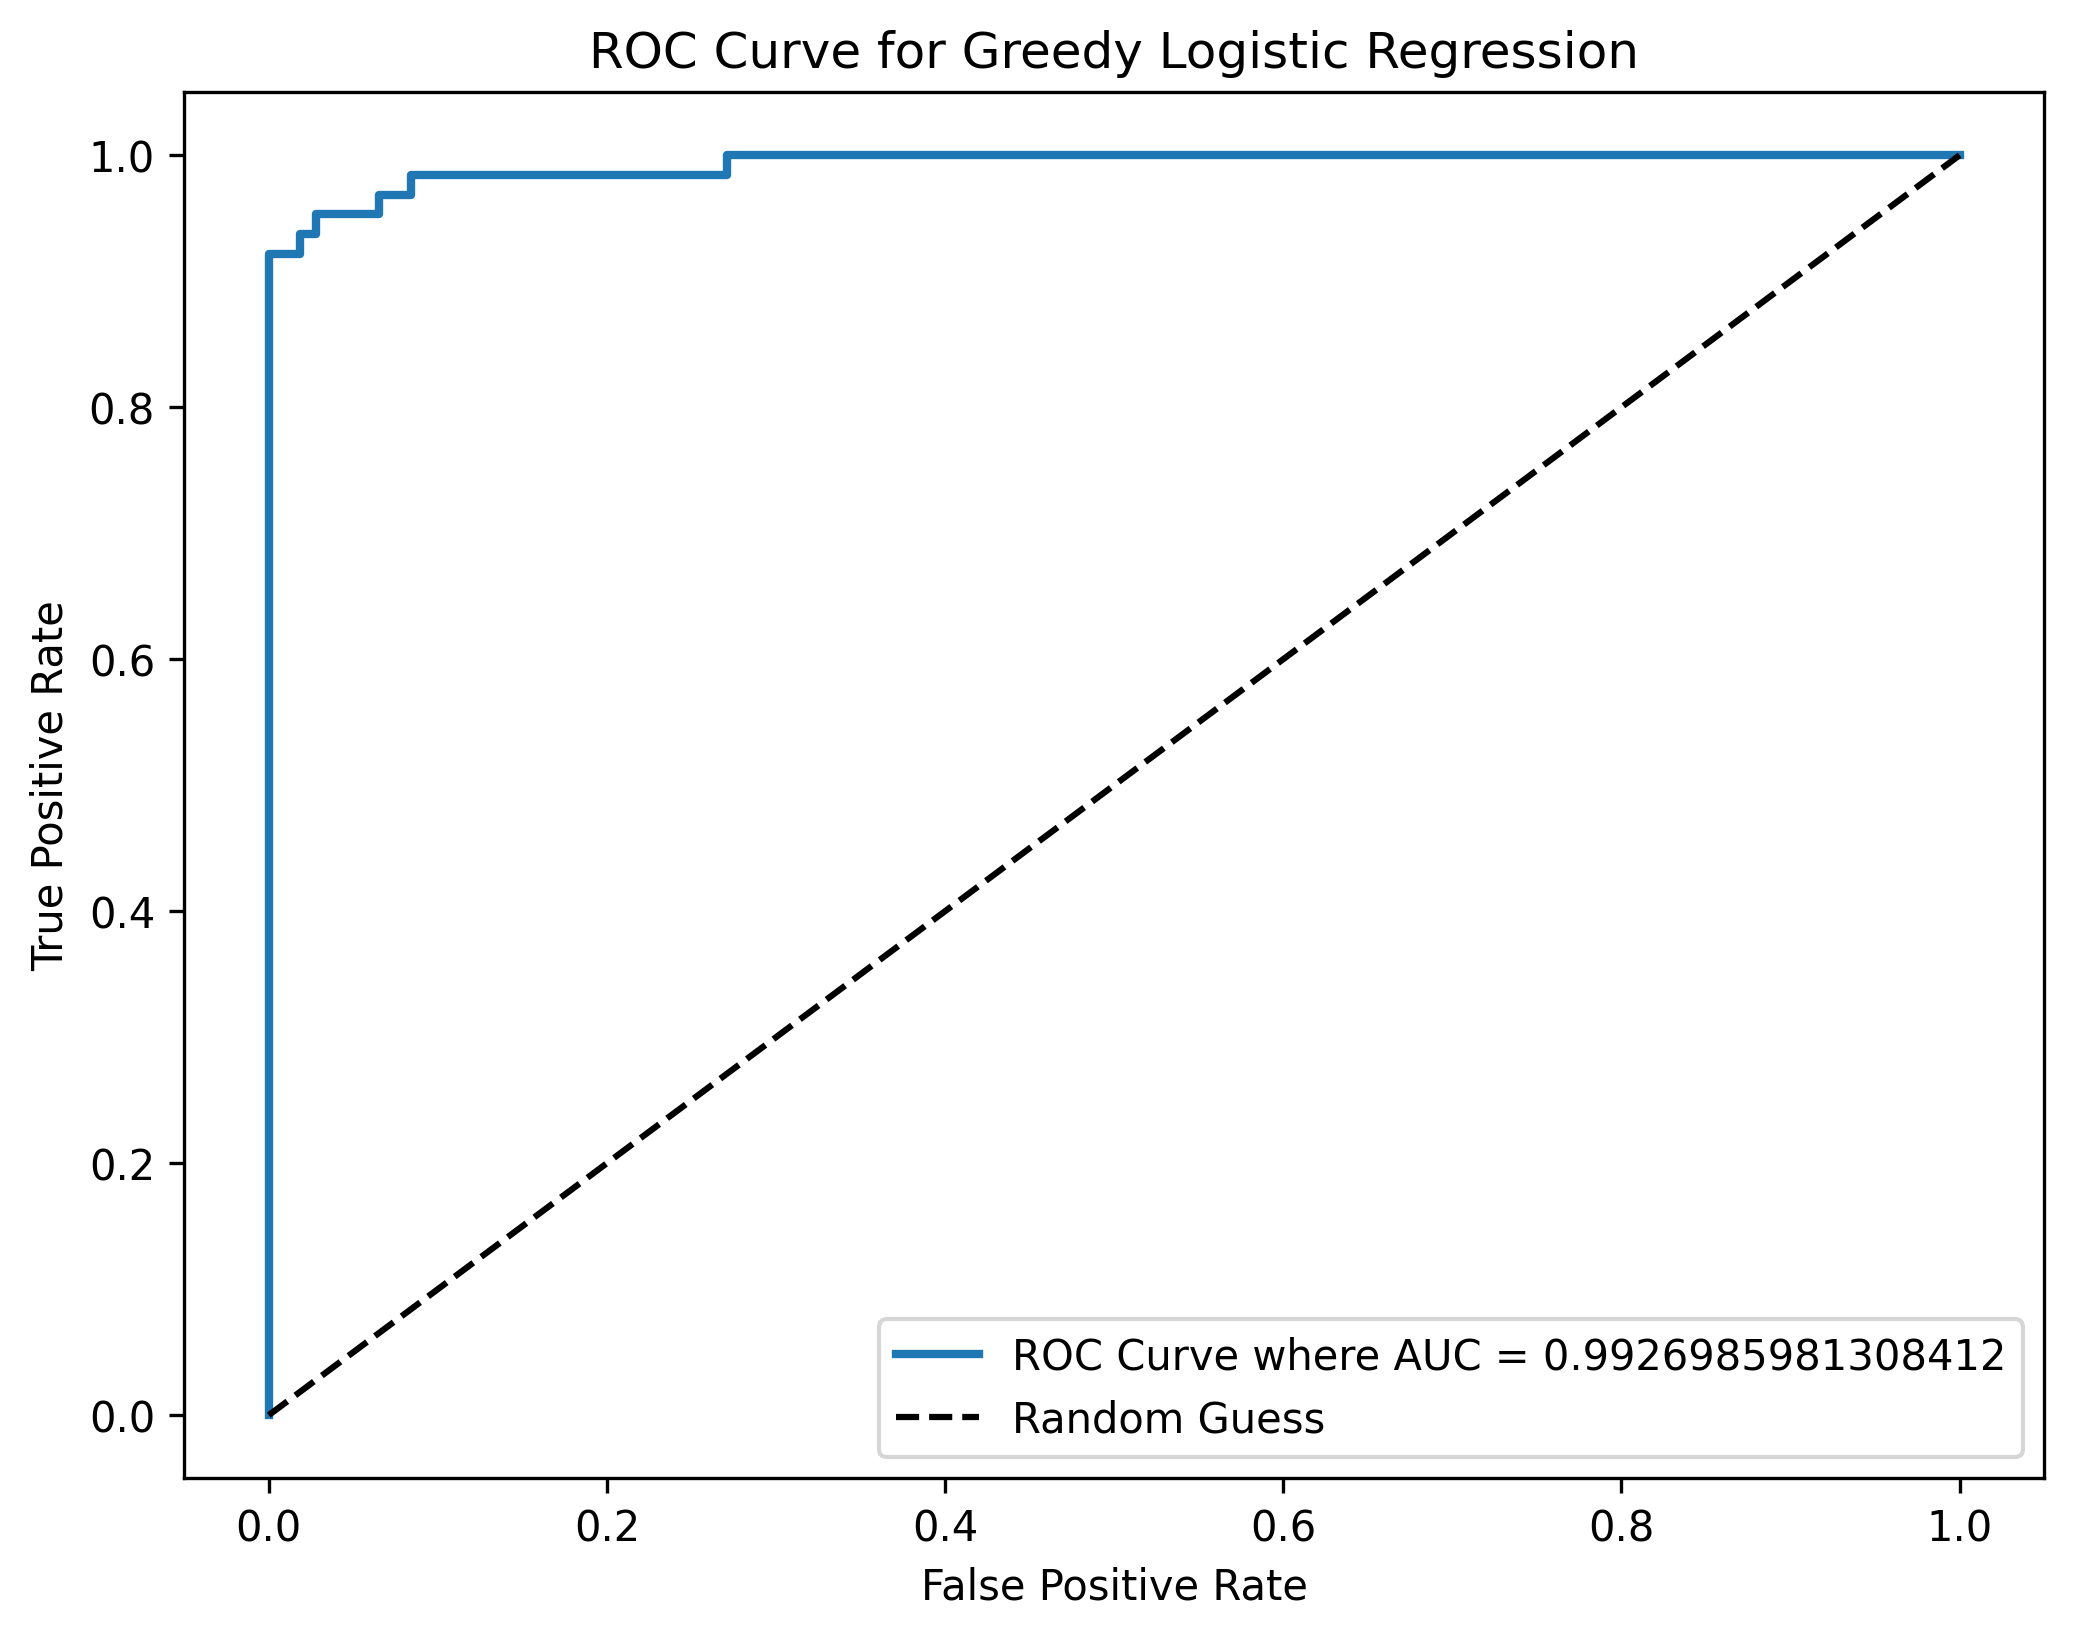 ROC Curve for Greedy Logistic Regression
1.0
0.8
0.6
0.4
0.2
0.0
True Positive Rate
ROC Curve where AUC = 0.9926985981308412
Random Guess
0.0 0.2 0.4 0.6 0.8 1.0
False Positive Rate